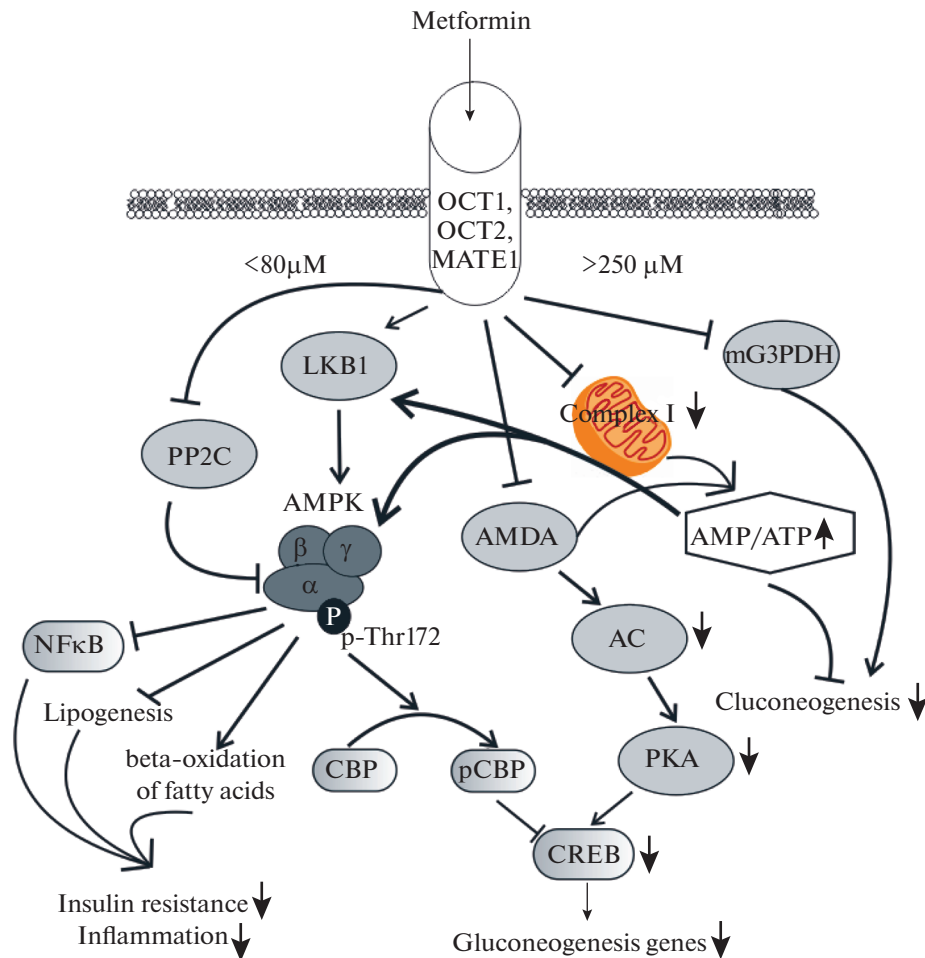 Metformin
OCT1,
OCT2,
MATE1
<80μM
>250 μM
LKB1
mG3PDH
Complex I
PP2C
AMPK
AMDA
AMP/ATP
β
γ
α
P
p-Thr172
NFκB
AC
Lipogenesis
Cluconeogenesis
beta-oxidation
of fatty acids
CBP
pCBP
PKA
CREB
Insulin resistance
Inflammation
Gluconeogenesis genes